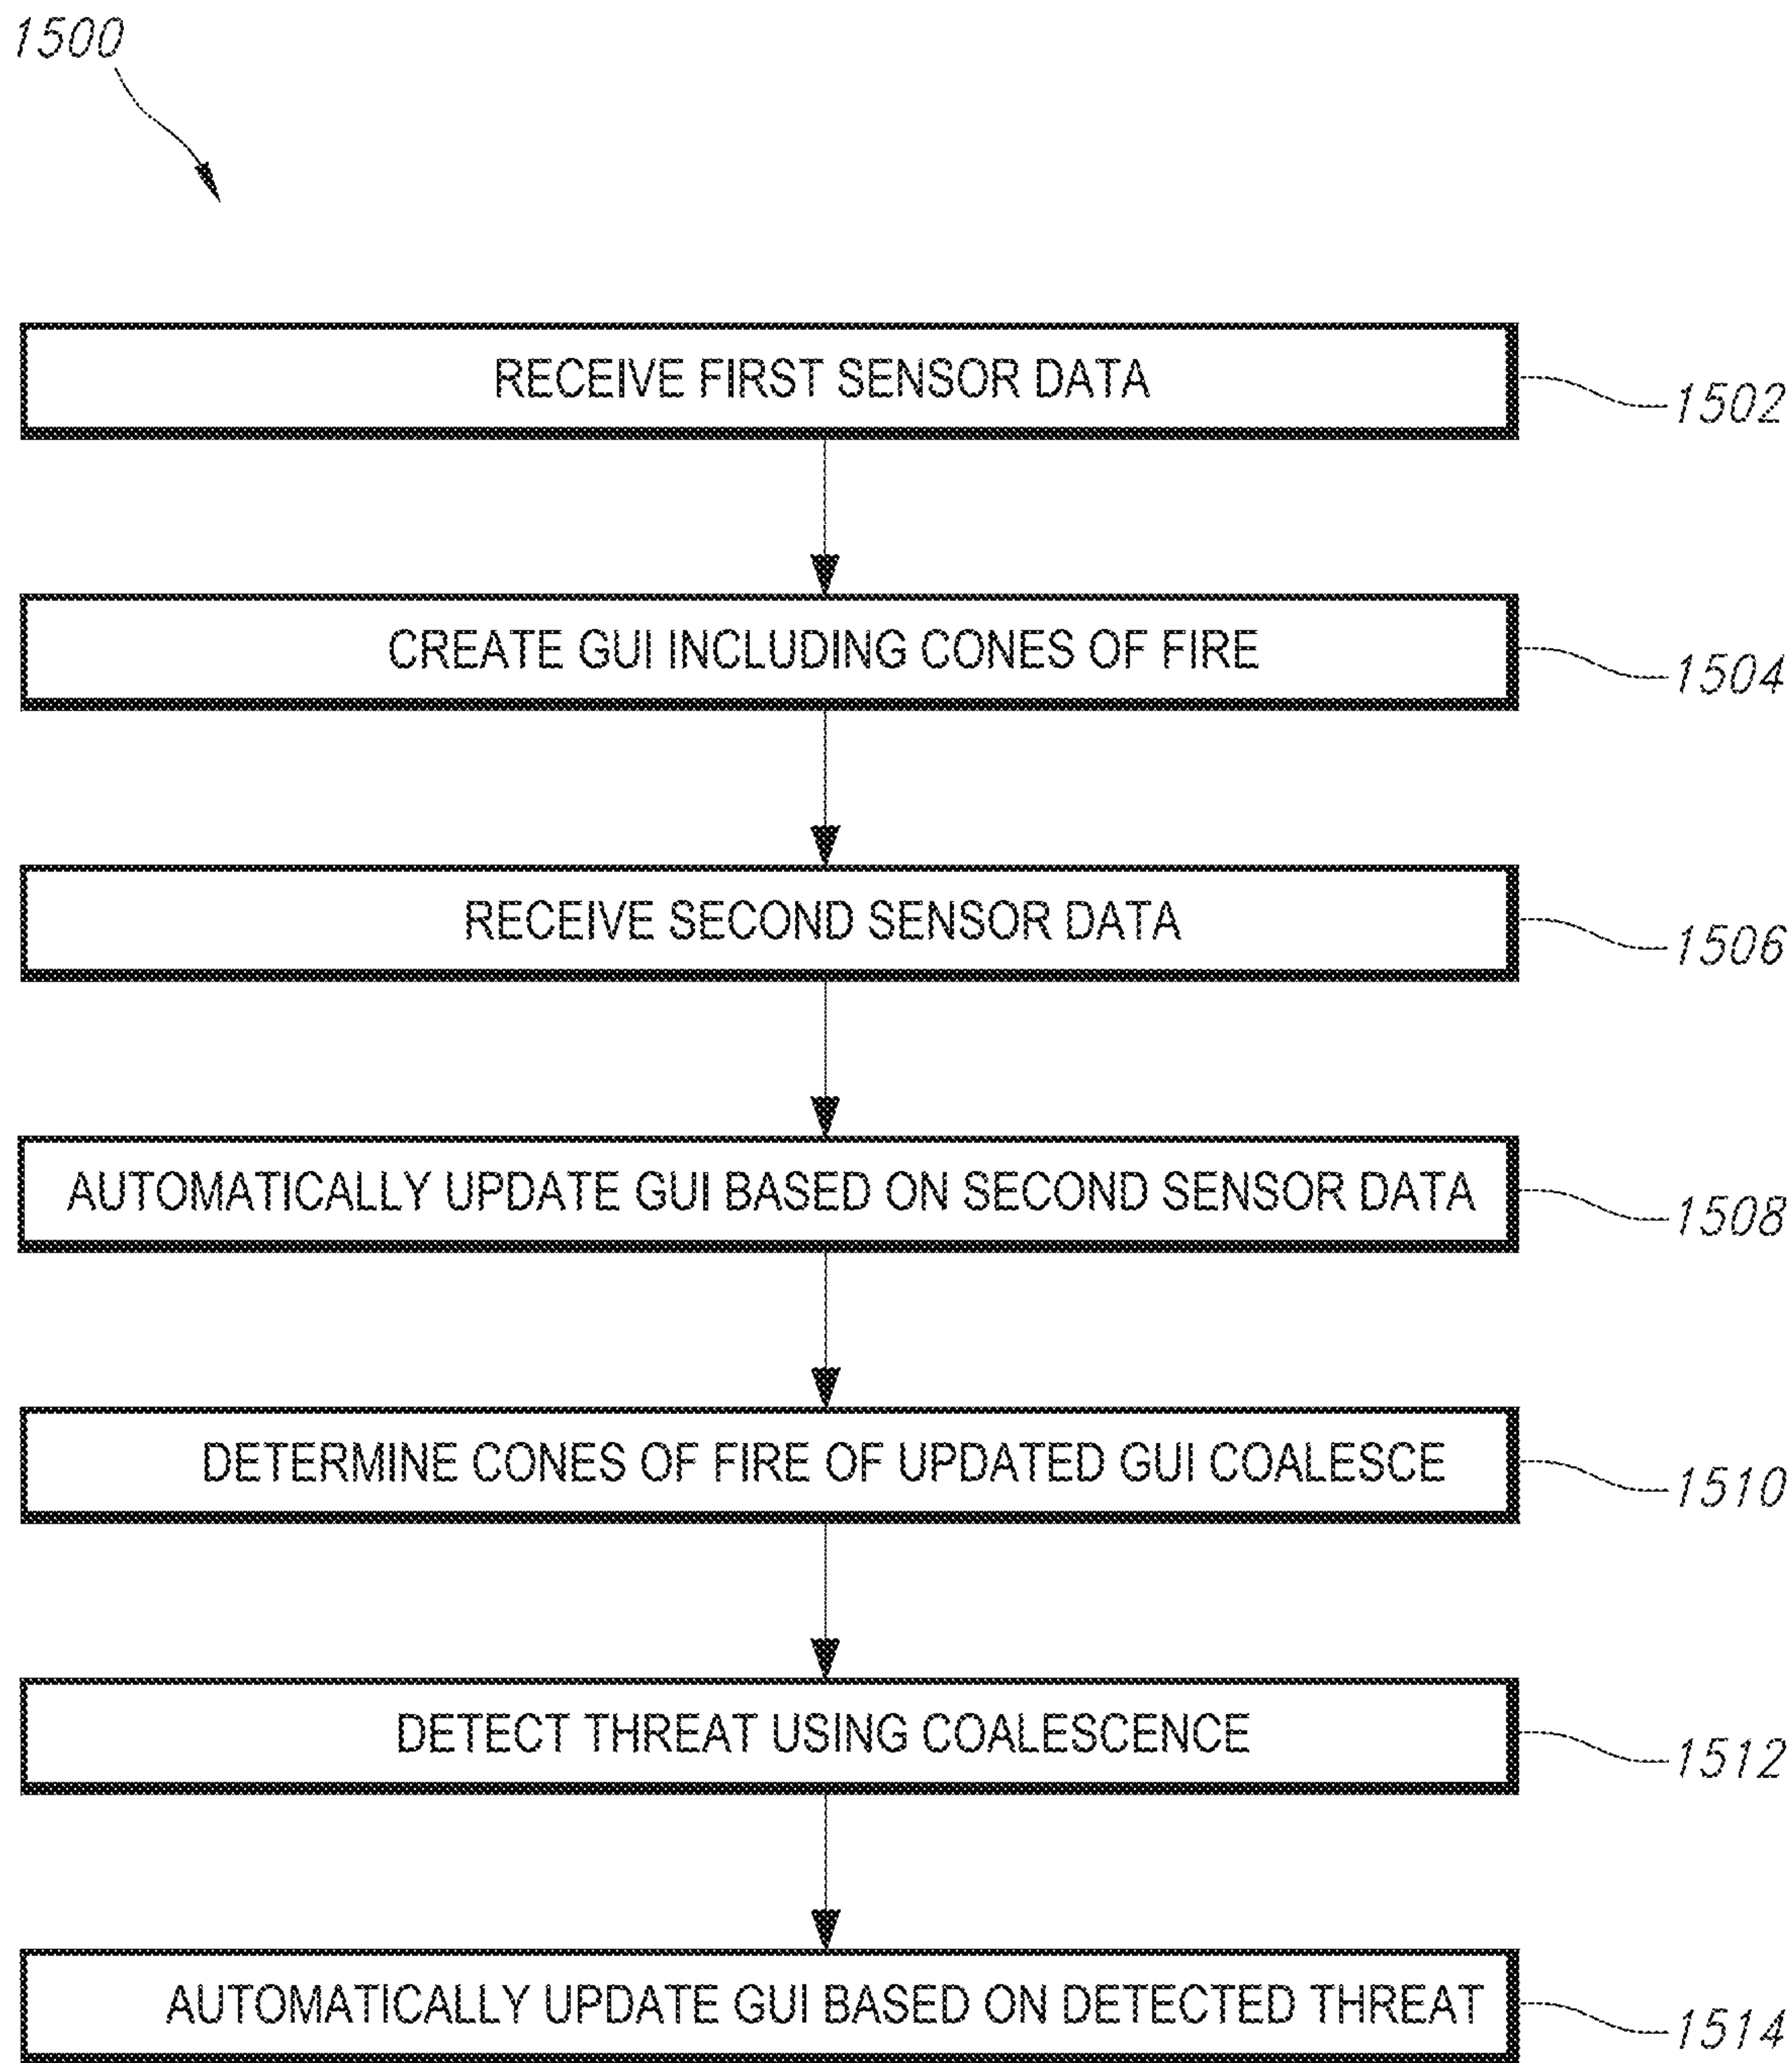 1500
RECEIVE FIRST SENSOR DATA
1502
CREATE GUI INCLUDING CONES OF FIRE
1504
RECEIVE SECOND SENSOR DATA
1506
AUTOMATICALLY UPDATE GUI BASED ON SECOND SENSOR DATA
1508
DETERMINE CONES OF FIRE OF UPDATED GUI COALESCE
1510
DETECT THREAT USING COALESCENCE
1512
AUTOMATICALLY UPDATE GUI BASED ON DETECTED THREAT
1514